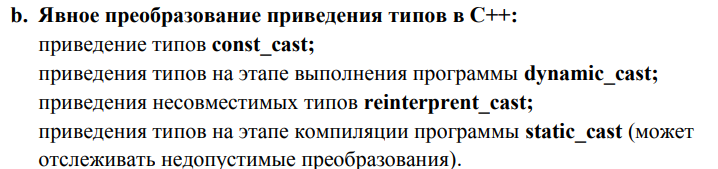 b. Явное преобразование приведения типов в C++:
приведение типов const_cast;
приведения типов на этапе выполнения программы dynamic_cast;
приведения несовместимых типов reinterprent_cast;
приведения типов на этапе компиляции программы static_cast (может
отслеживать недопустимые преобразования).